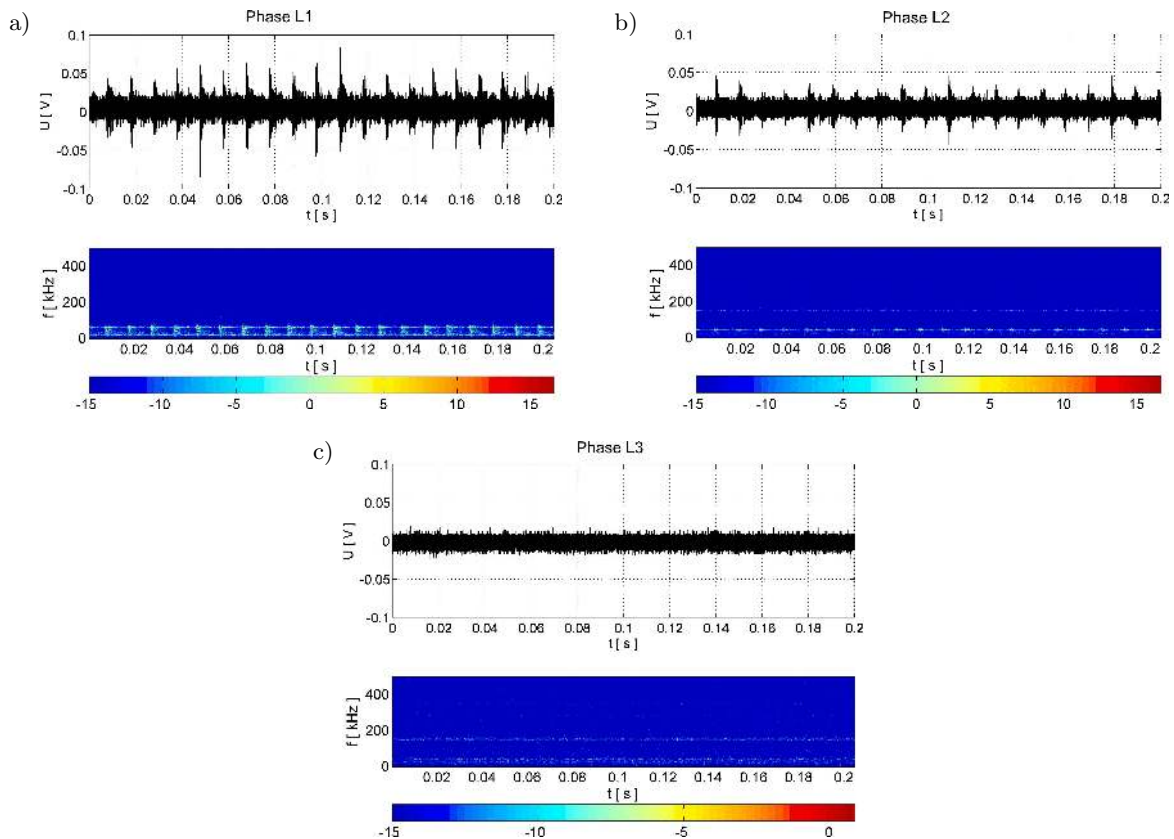 a)
Phase L1
0.1
0.05
0
-0.05
-0.1
U [ V ]
0 0.02 0.04 0.06 0.08 0.1 0.12 0.14 0.16 0.18 0.2
t [ s ]
400
200
0
f [ kHz ]
0.02 0.04 0.06 0.08 0.1 0.12 0.14 0.16 0.18 0.2
t [ s ]
-15 -10 -5 0 5 10 15
b)
Phase L2
0.1
0.05
0
-0.05
-0.1
U [ V ]
0 0.02 0.04 0.06 0.08 0.1 0.12 0.14 0.16 0.18 0.2
t [ s ]
400
200
0
f [ kHz ]
0.02 0.04 0.06 0.08 0.1 0.12 0.14 0.16 0.18 0.2
t [ s ]
-15 -10 -5 0 5 10 15
c)
Phase L3
0.1
0.05
0
-0.05
-0.1
U [ V ]
0 0.02 0.04 0.06 0.08 0.1 0.12 0.14 0.16 0.18 0.2
t [ s ]
400
200
0
f [ kHz ]
0.02 0.04 0.06 0.08 0.1 0.12 0.14 0.16 0.18 0.2
t [ s ]
-15 -10 -5 0